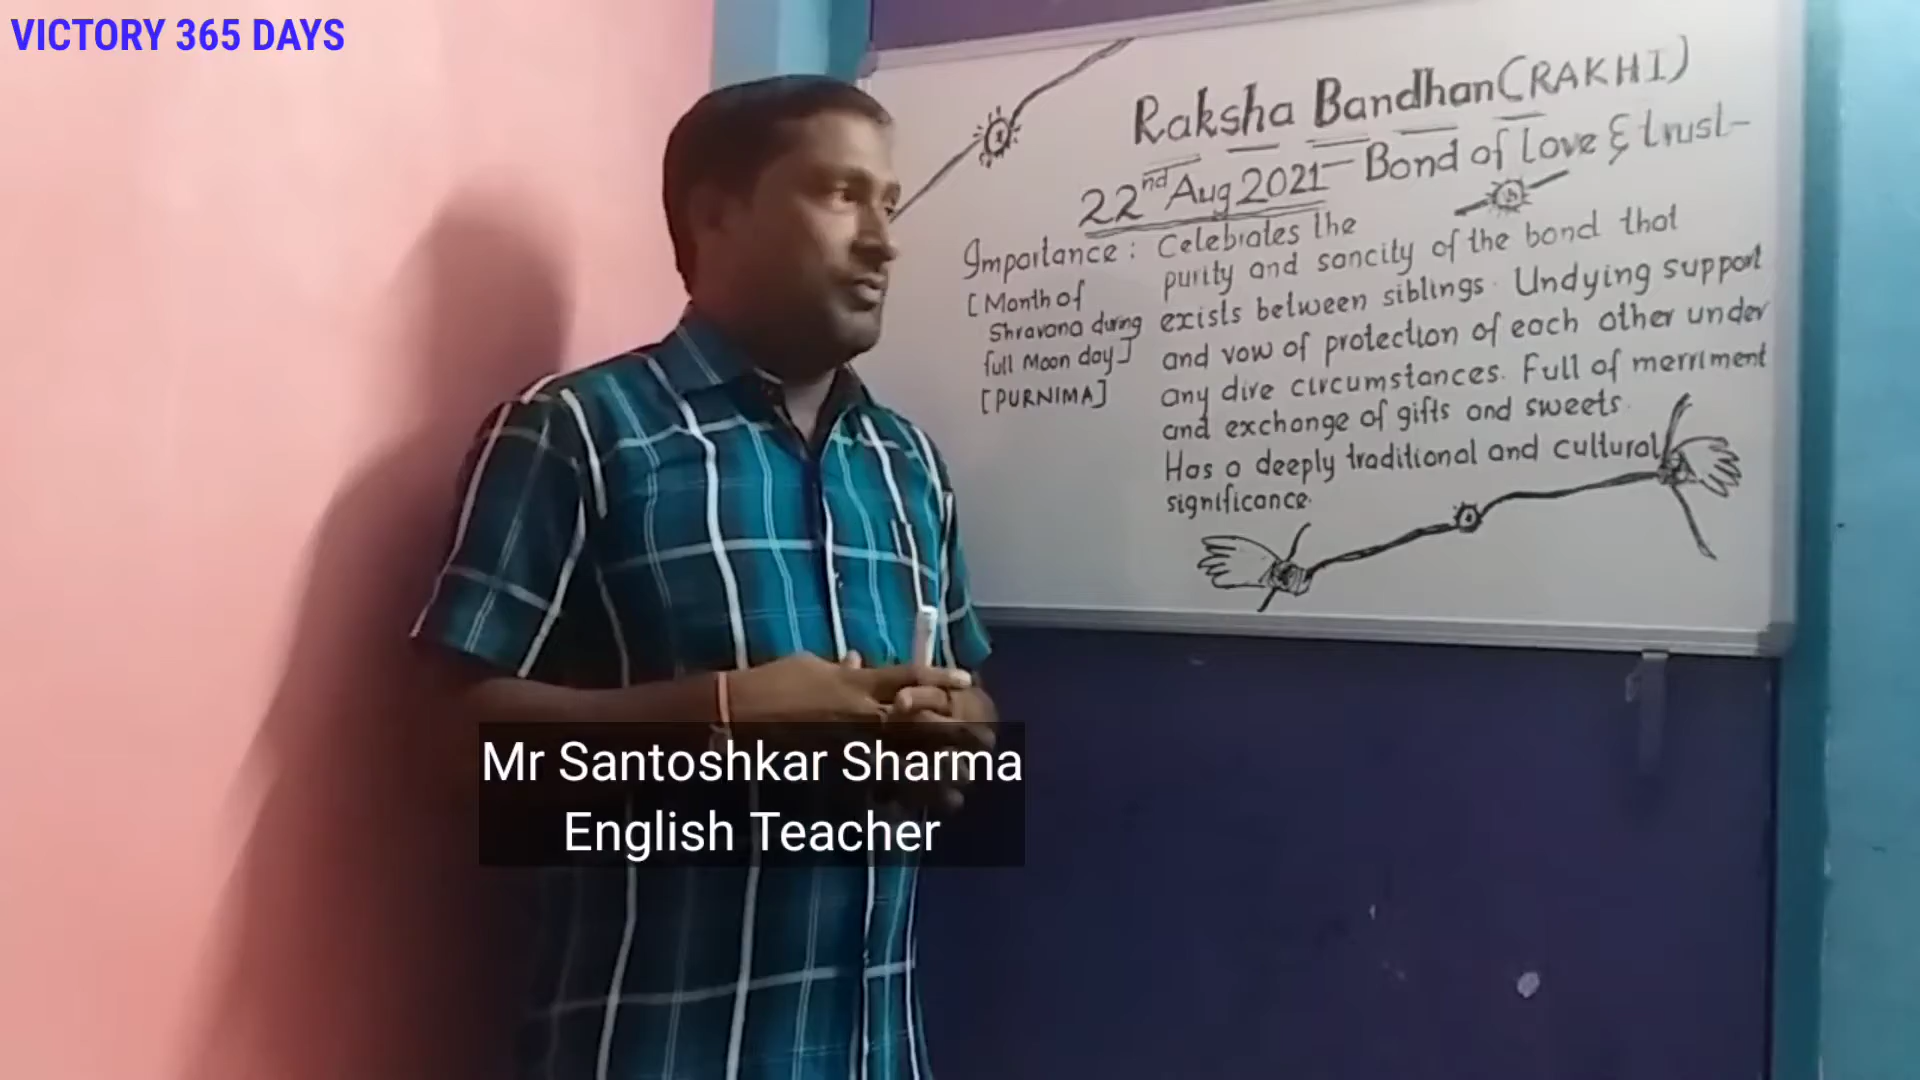 VICTORY 365 DAYS
Raksha Bandhan (RAKHI)
22nd Aug 2021 - Bond of Love & trust -
Importance : Celebrates the
purity and sancity of the bond that
[Month of
exists between siblings. Undying support
Shravana during
and vow of protection of each other under
full Moon day]
any dire circumstances. Full of merriment
[PURNIMA]
and exchange of gifts and sweets.
Has a deeply traditional and cultural
significance.
Mr Santoshkar Sharma
English Teacher